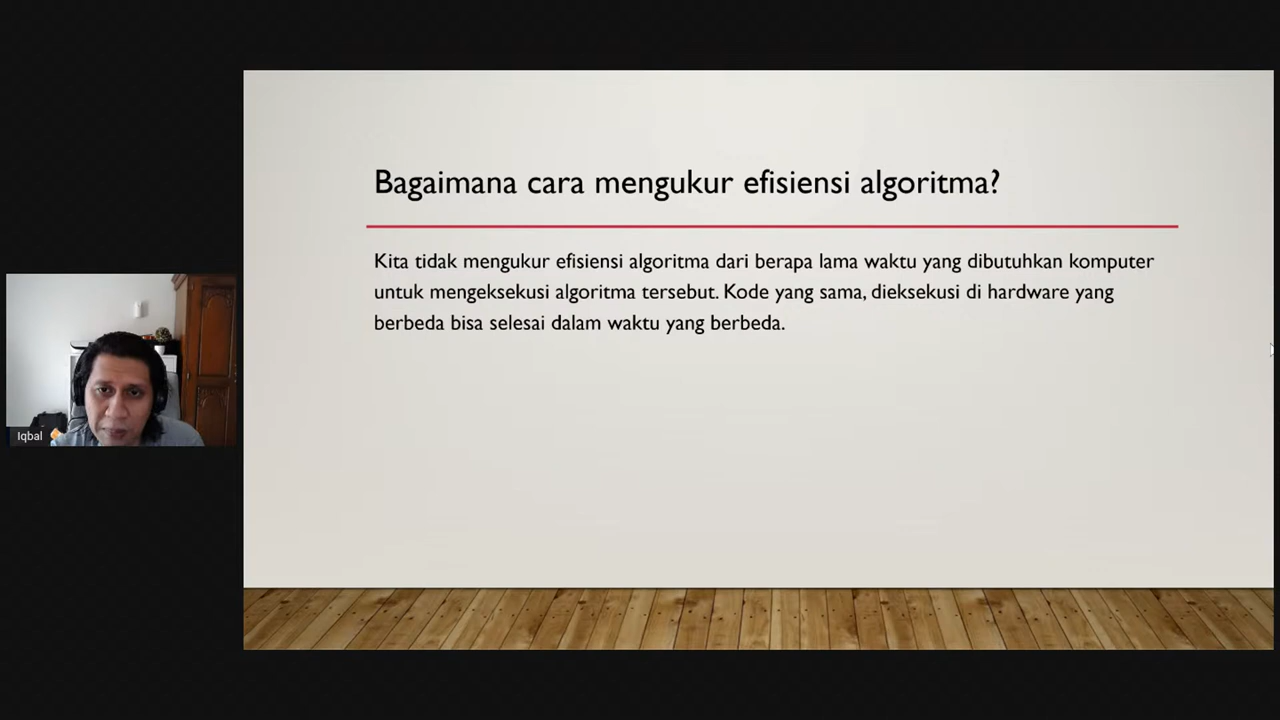 Bagaimana cara mengukur efisiensi algoritma?
Kita tidak mengukur efisiensi algoritma dari berapa lama waktu yang dibutuhkan komputer
untuk mengeksekusi algoritma tersebut. Kode yang sama, dieksekusi di hardware yang
berbeda bisa selesai dalam waktu yang berbeda.
Iqbal